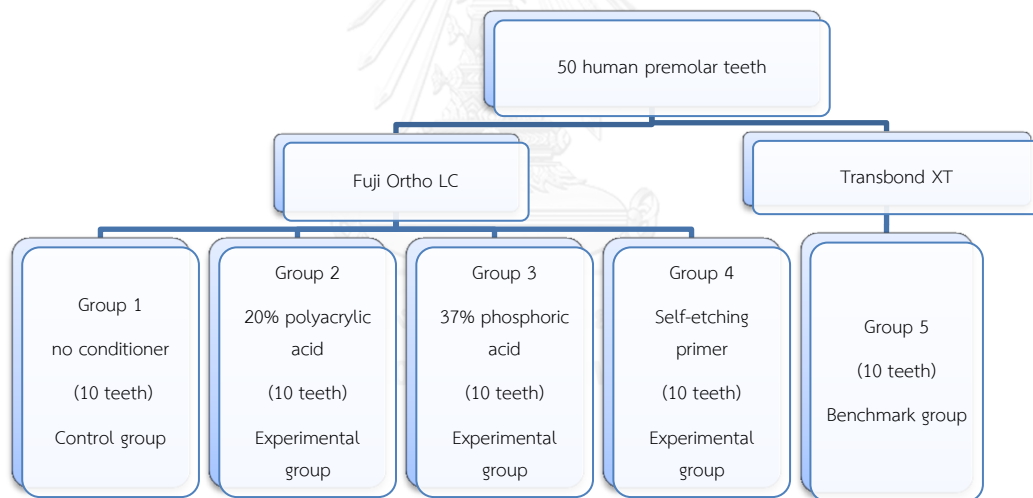 50 human premolar teeth
Fuji Ortho LC
Transbond XT
Group 1
no conditioner
(10 teeth)
Control group
Group 2
20% polyacrylic
acid
(10 teeth)
Experimental
group
Group 3
37% phosphoric
acid
(10 teeth)
Experimental
group
Group 4
Self-etching
primer
(10 teeth)
Experimental
group
Group 5
(10 teeth)
Benchmark group